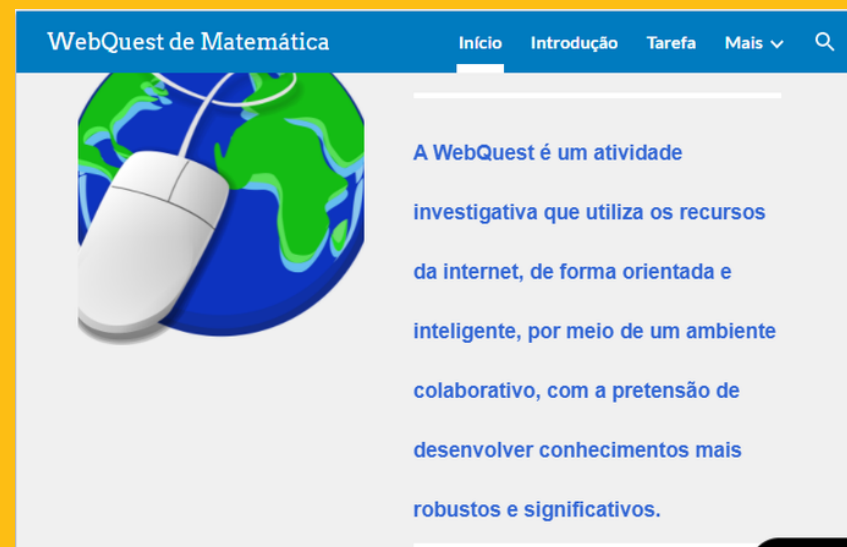 WebQuest de Matemática
Início Introdução Tarefa Mais
A WebQuest é um atividade
investigativa que utiliza os recursos
da internet, de forma orientada e
inteligente, por meio de um ambiente
colaborativo, com a pretensão de
desenvolver conhecimentos mais
robustos e significativos.